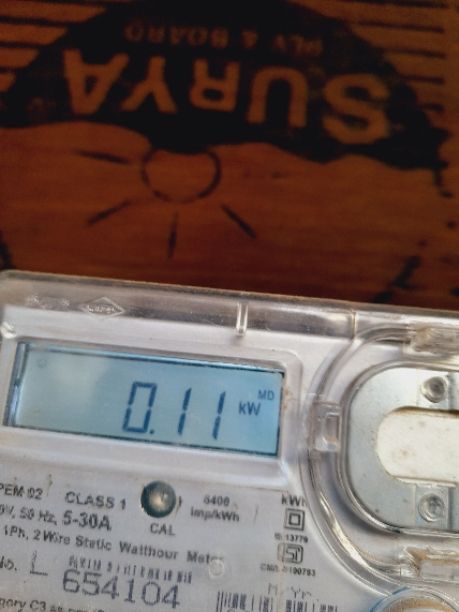 SURYA
PLY & BOARD
0.11
MD
kW
PEM 02 CLASS 1
6400
imp/kWh
kWh
50 Hz, 5-30A
CAL
1Ph, 2 Wire Static Watthour Meter
IS 13779
No. L 654104